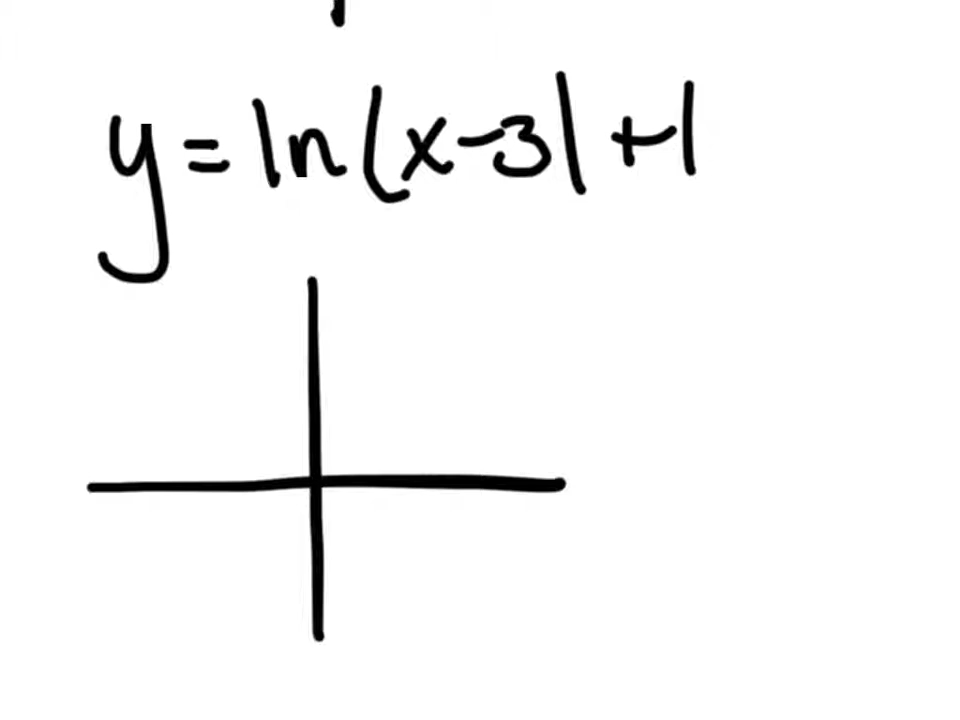 y = ln(x-3) + 1